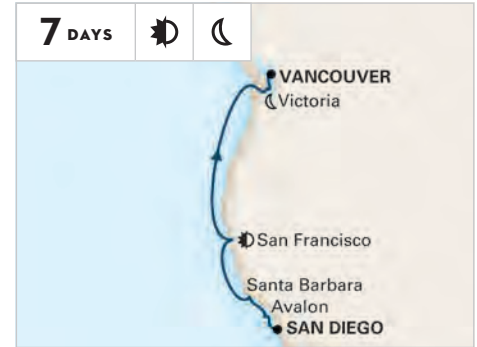 7 DAYS
VANCOUVER
Victoria
San Francisco
Santa Barbara
Avalon
SAN DIEGO